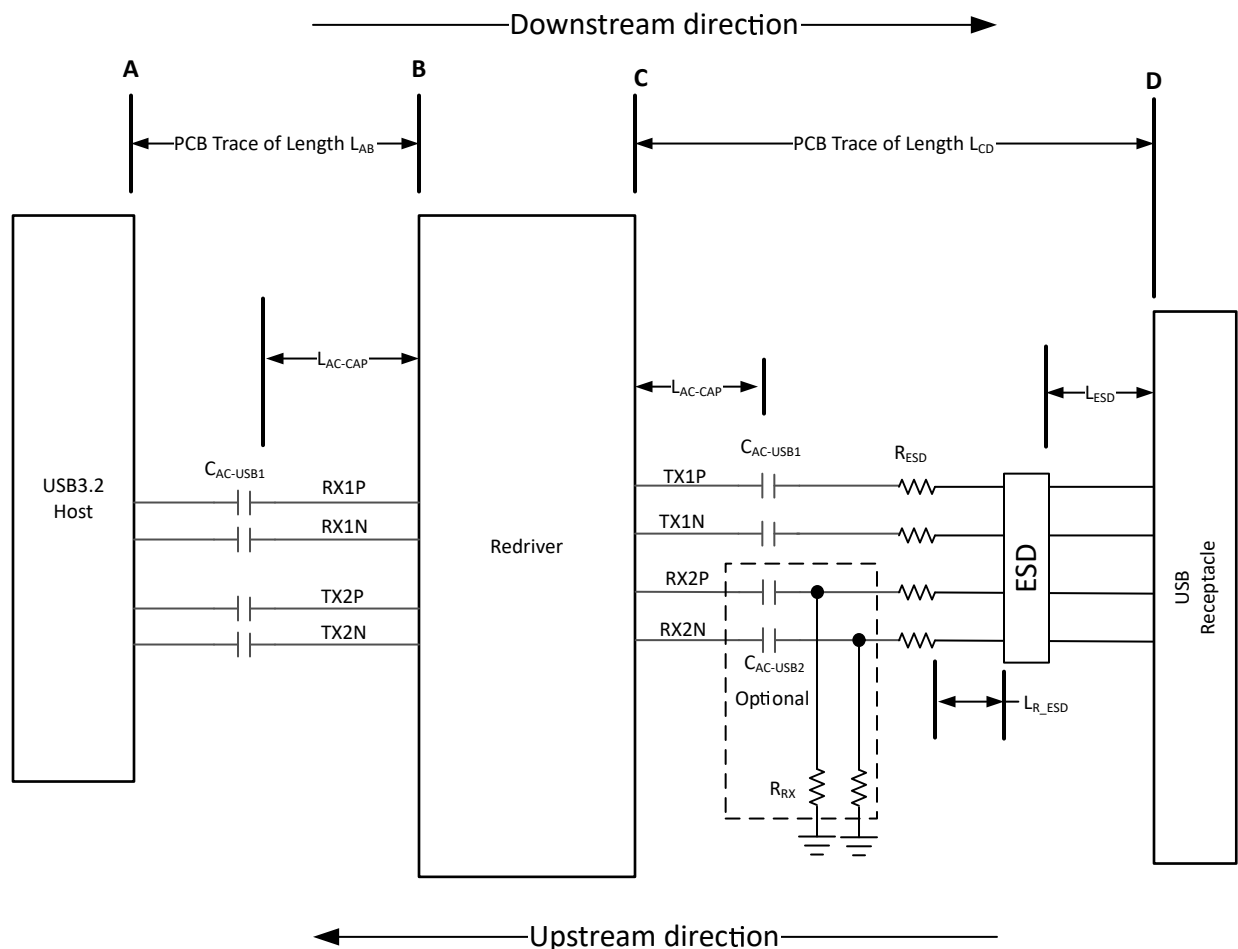 Downstream direction
A
B
C
D
PCB Trace of Length LAB
PCB Trace of Length LCD
LAC-CAP
LAC-CAP
LESD
CAC-USB1
CAC-USB1
RESD
USB3.2
Host
RX1P
RX1N
TX2P
TX2N
Redriver
TX1P
TX1N
RX2P
RX2N
CAC-USB2
Optional
RRX
ESD
LR_ESD
USB
Receptacle
Upstream direction